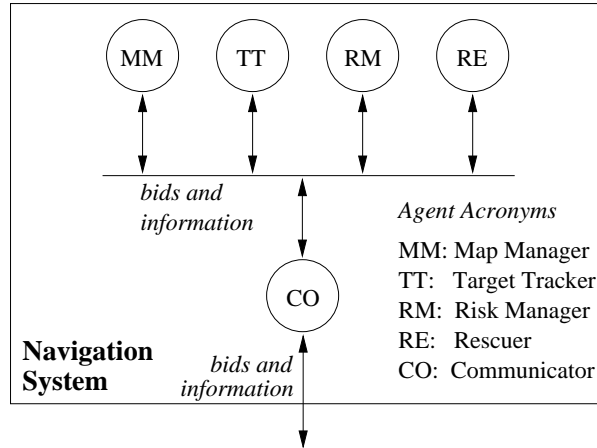 MM TT RM RE
bids and
information
Agent Acronyms
MM: Map Manager
TT: Target Tracker
RM: Risk Manager
RE: Rescuer
CO: Communicator
CO
Navigation
System
bids and
information